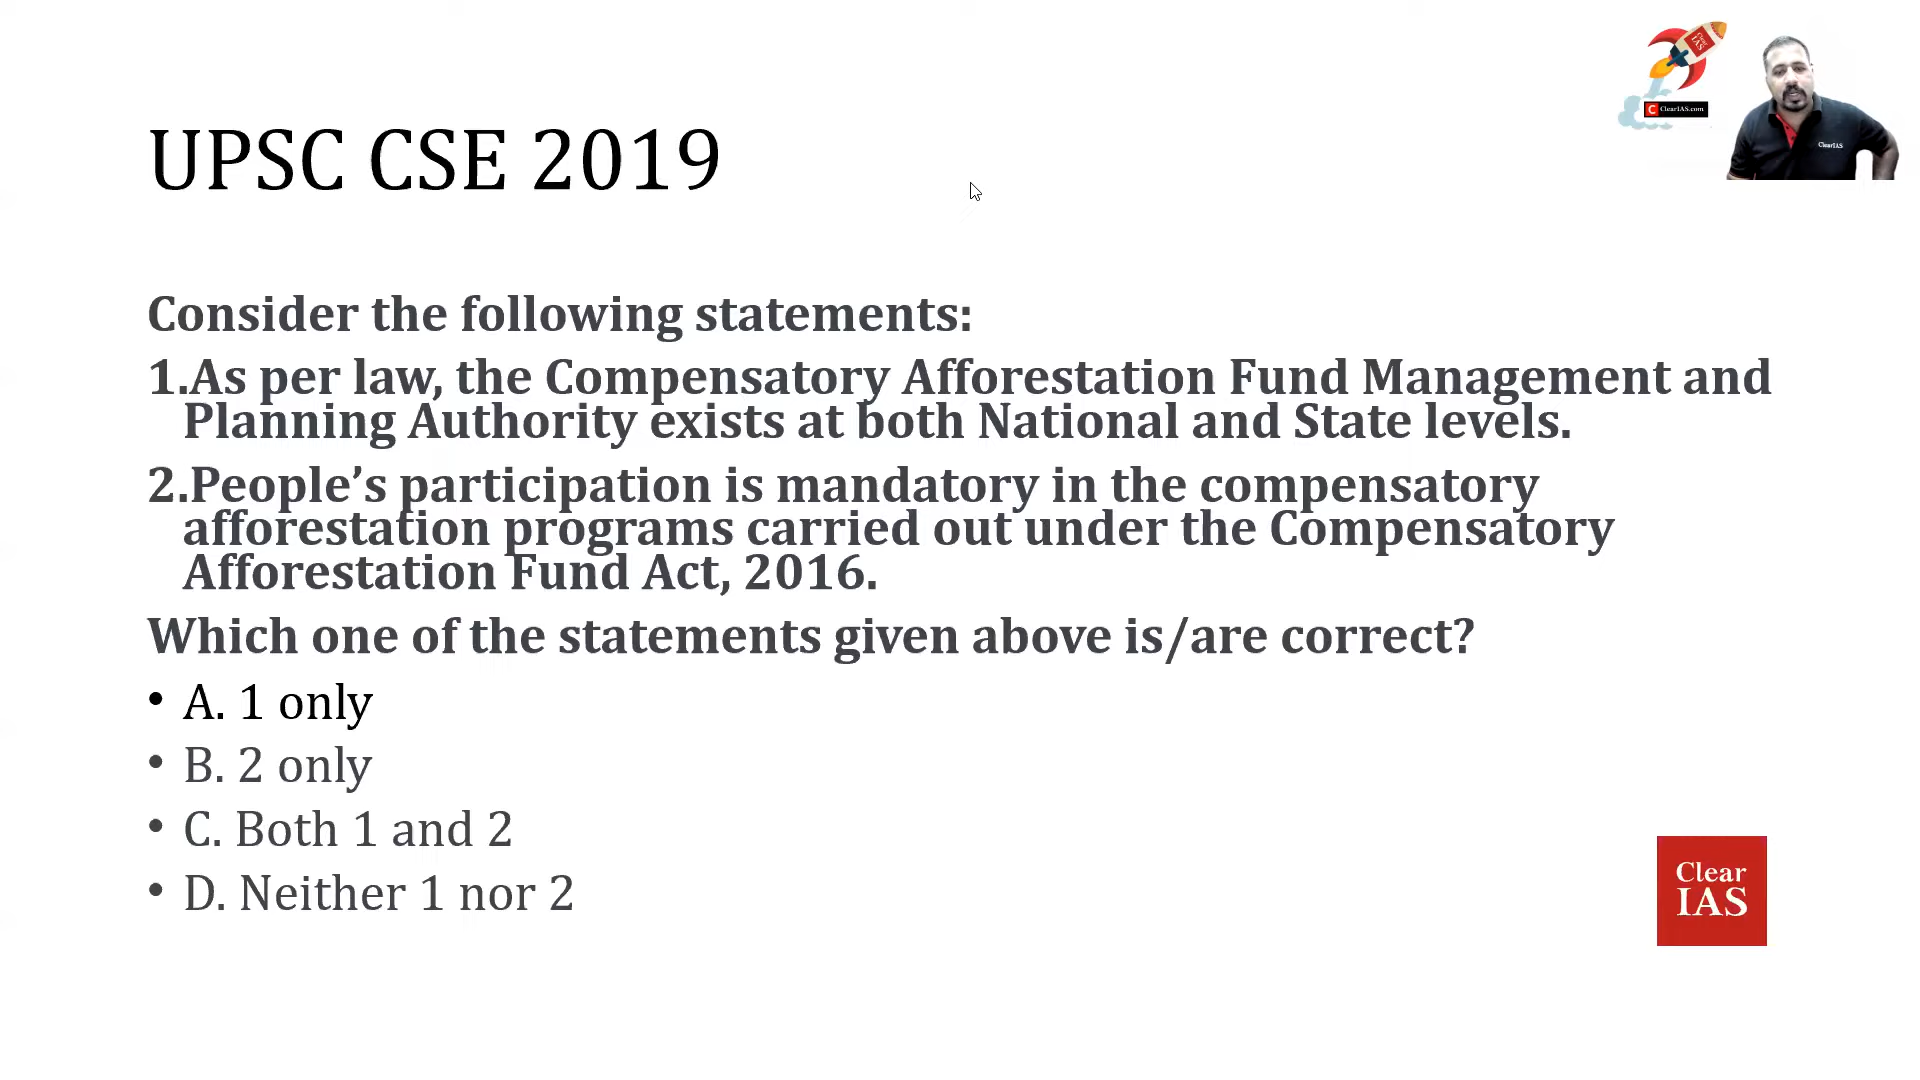 UPSC CSE 2019
Clear
IAS
C ClearIAS.com
ClearIAS
Consider the following statements:
1.As per law, the Compensatory Afforestation Fund Management and
Planning Authority exists at both National and State levels.
2.People’s participation is mandatory in the compensatory
afforestation programs carried out under the Compensatory
Afforestation Fund Act, 2016.
Which one of the statements given above is/are correct?
• A. 1 only
• B. 2 only
• C. Both 1 and 2
• D. Neither 1 nor 2
Clear
IAS